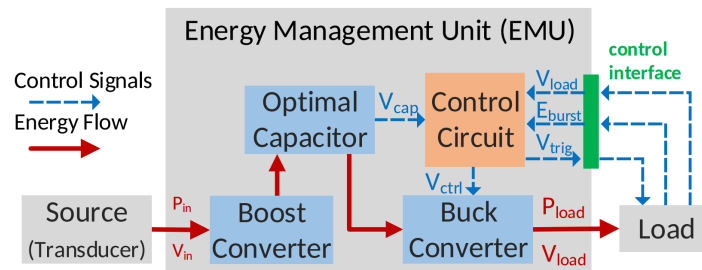 Energy Management Unit (EMU)
control
interface
Control Signals
Energy Flow
Optimal
Capacitor
V_cap
Control
Circuit
V_load
E_burst
V_trig
V_ctrl
Source
(Transducer)
P_in
V_in
Boost
Converter
Buck
Converter
P_load
V_load
Load